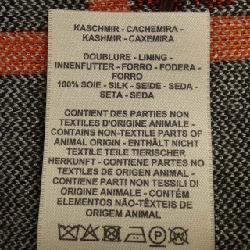 KASCHMIR - CACHEMIRA -
KASHMIR - CAXEMIRA
DOUBLURE - LINING -
INNENFUTTER - FORRO - FODERA -
FORRO
100% SOIE - SILK - SEIDE - SEDA -
SETA - SEDA
CONTIENT DES PARTIES NON
TEXTILES D'ORIGINE ANIMALE -
CONTAINS NON-TEXTILE PARTS OF
ANIMAL ORIGIN - ENTHÄLT NICHT
TEXTILE TEILE TIERISCHER
HERKUNFT - CONTIENE PARTES NO
TEXTILES DE ORIGEN ANIMAL -
CONTIENE PARTI NON TESSILI DI
ORIGINE ANIMALE - CONTÉM
ELEMENTOS NÃO-TÊXTEIS DE
ORIGEM ANIMAL